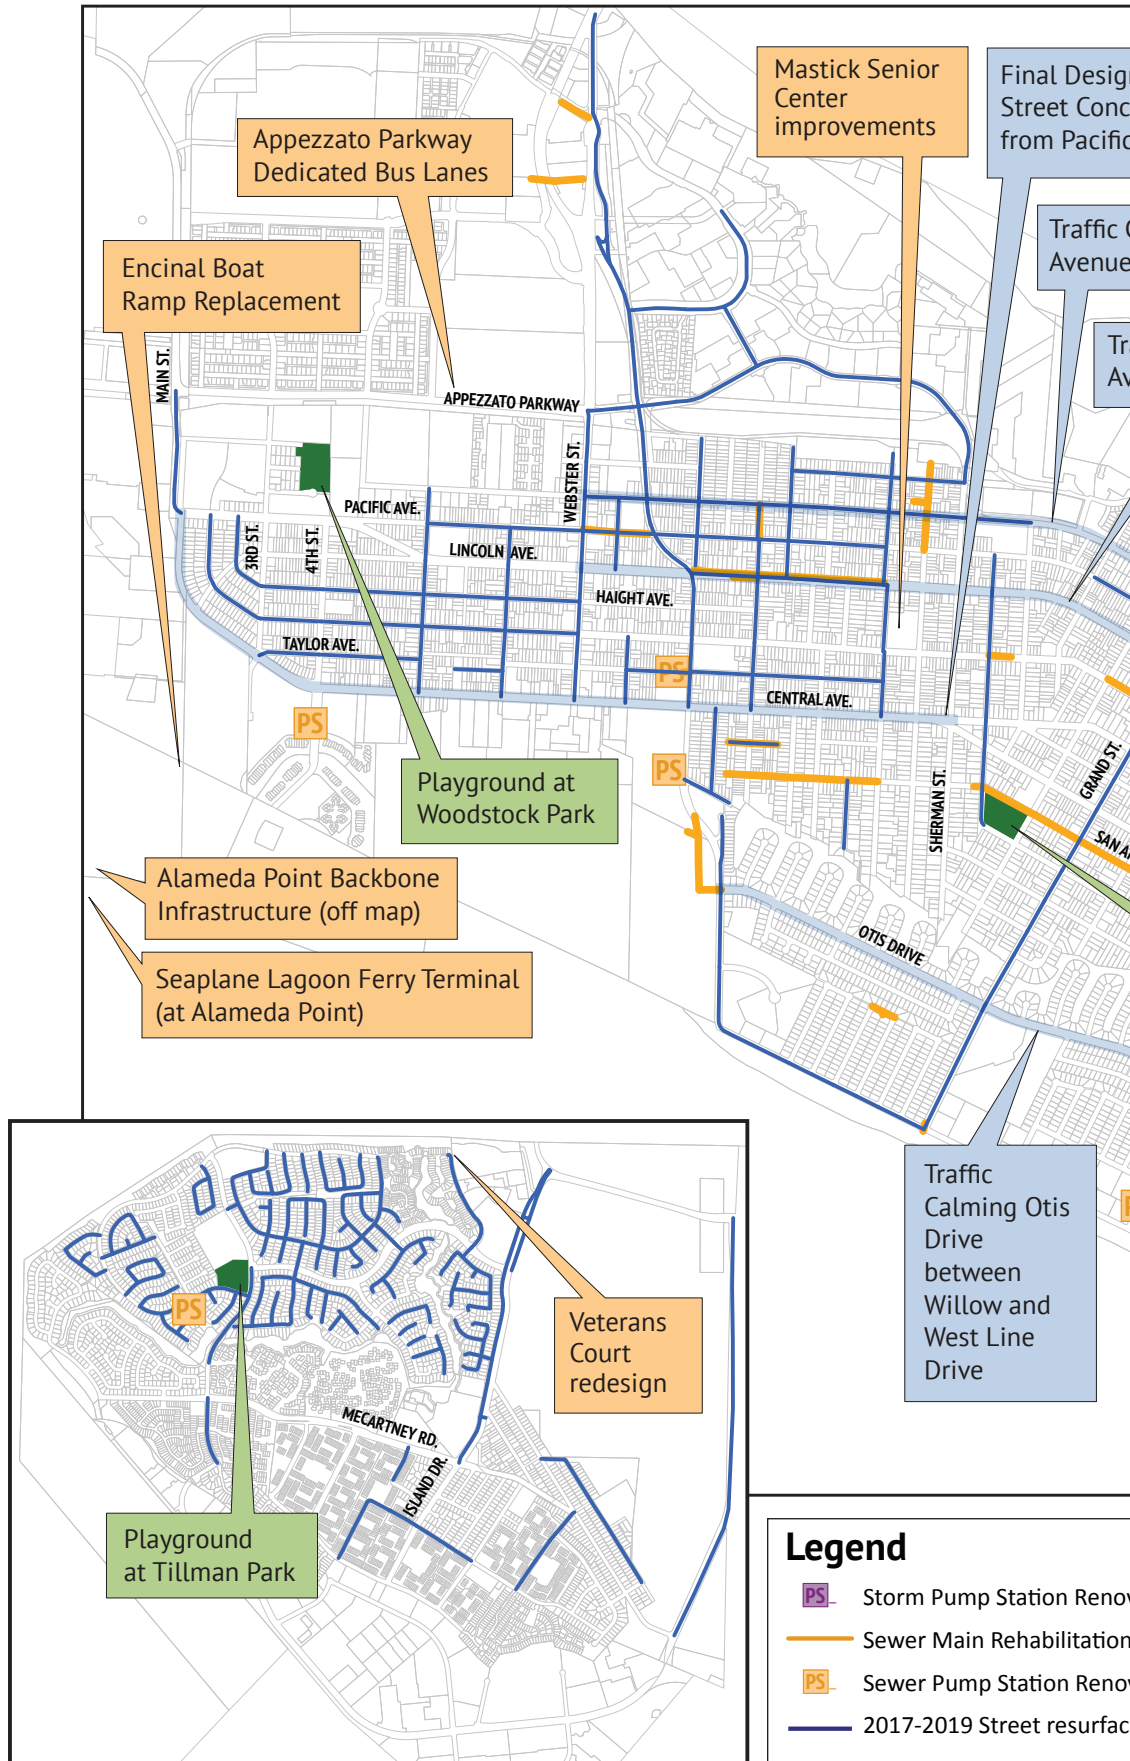 Mastick Senior
Center
improvements
Final Design
Street Conc
from Pacific
Appezzato Parkway
Dedicated Bus Lanes
Traffic C
Avenue
Encinal Boat
Ramp Replacement
Tra
Av
MAIN ST.
APPEZZATO PARKWAY
WEBSTER ST.
PACIFIC AVE.
3RD ST.
4TH ST.
LINCOLN AVE.
HAIGHT AVE.
TAYLOR AVE.
PS
CENTRAL AVE.
PS
PS
GRAND ST.
Playground at
Woodstock Park
SHERMAN ST.
SAN A
Alameda Point Backbone
Infrastructure (off map)
OTIS DRIVE
Seaplane Lagoon Ferry Terminal
(at Alameda Point)
Traffic
Calming Otis
Drive
between
Willow and
West Line
Drive
PS
Veterans
Court
redesign
MECARTNEY RD.
ISLAND DR.
Playground
at Tillman Park
Legend
PS
Storm Pump Station Renov
Sewer Main Rehabilitation
PS
Sewer Pump Station Renov
2017-2019 Street resurfac